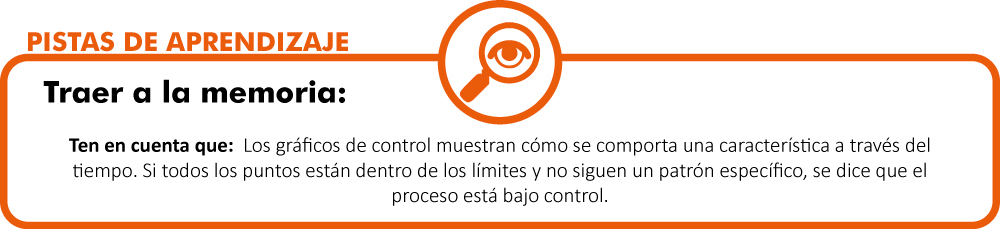 PISTAS DE APRENDIZAJE
Traer a la memoria:
Ten en cuenta que: Los gráficos de control muestran cómo se comporta una característica a través del
tiempo. Si todos los puntos están dentro de los límites y no siguen un patrón específico, se dice que el
proceso está bajo control.